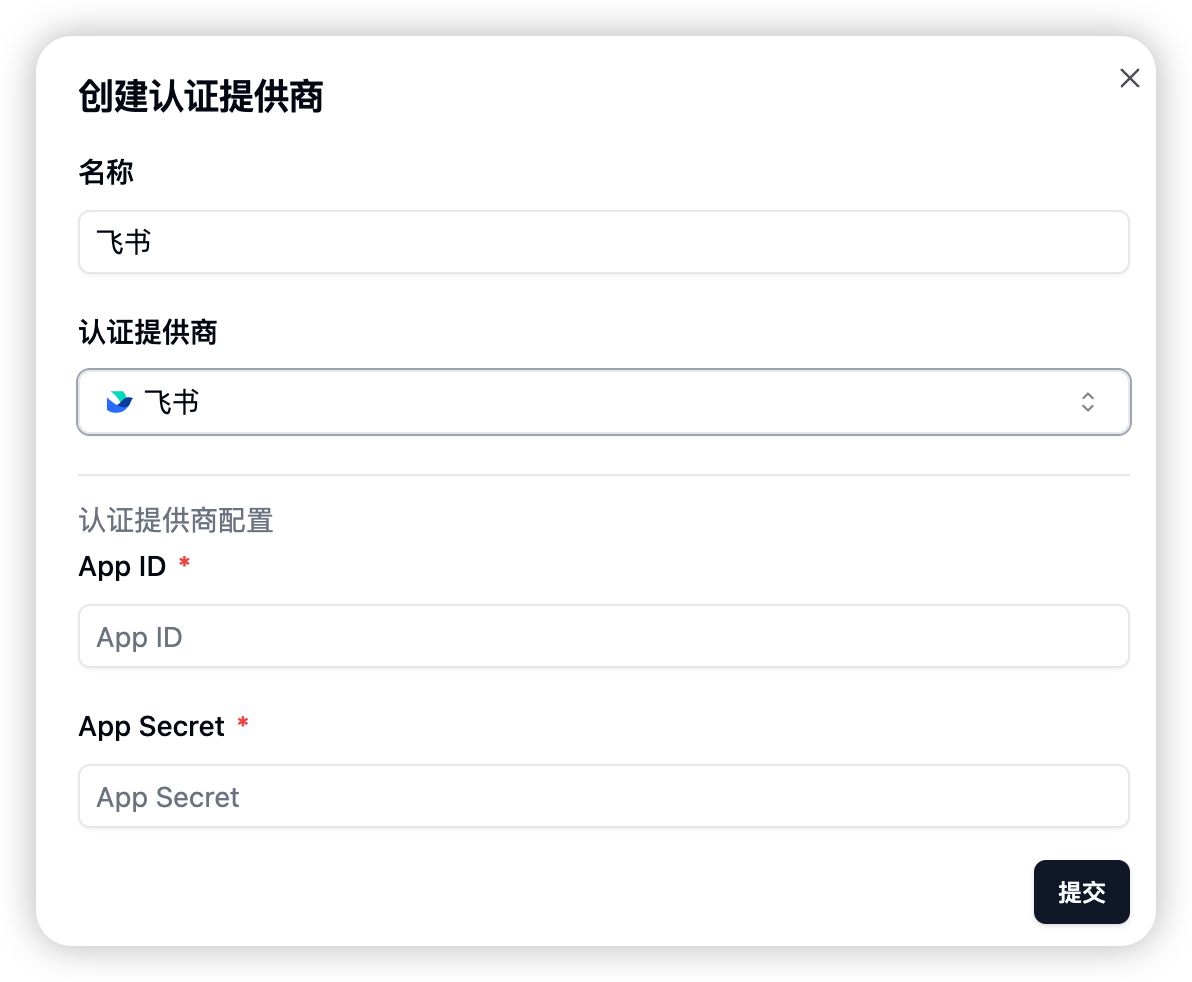 创建认证提供商
名称
飞书
认证提供商
飞书
认证提供商配置
App ID *
App ID
App Secret *
App Secret
提交